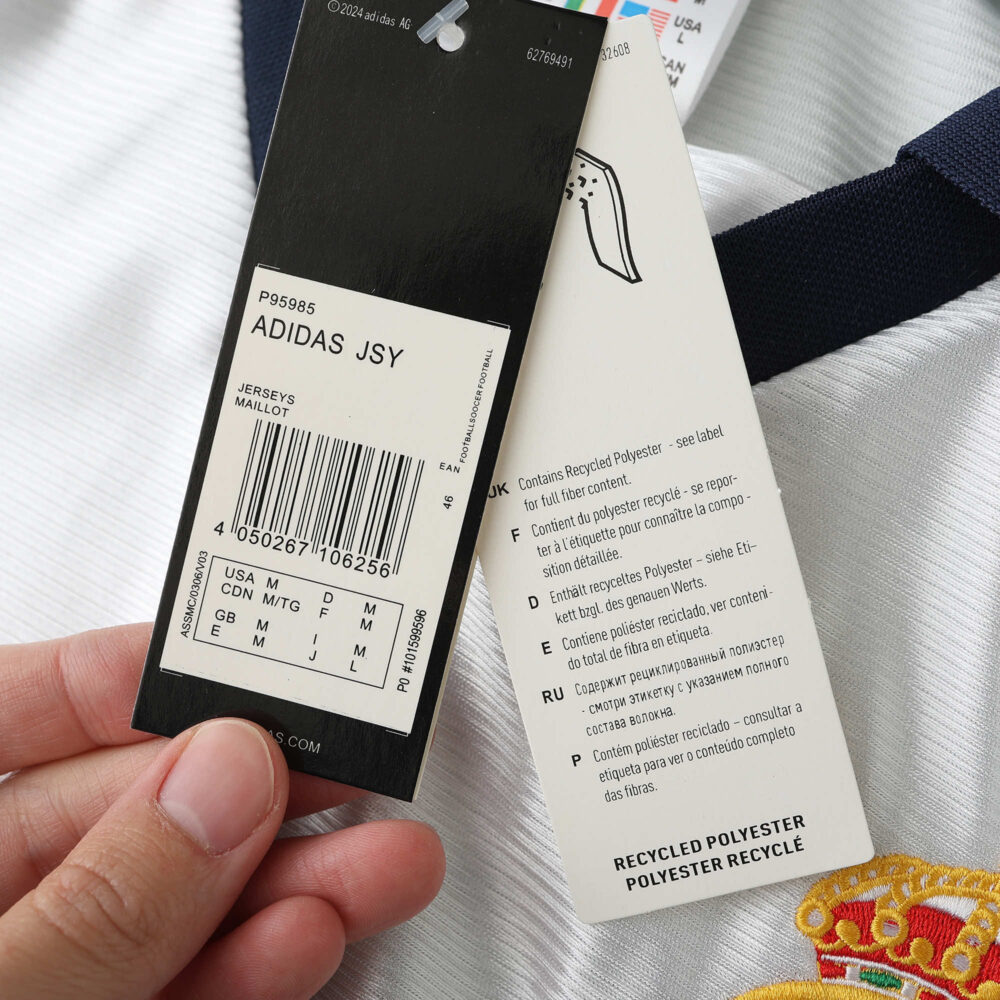 ©2024 adidas AG
62769491
P95985
ADIDAS JSY
JERSEYS
MAILLOT
FOOTBALLSOCCER FOOTBALL
EAN
46
4 050267 106256
ASSMC/0306/V03
USA M D M
CDN M/TG F M
GB M I M
E M J L
PO #101599596
S.COM
32608
USA
L
UK Contains Recycled Polyester - see label
for full fiber content.
F Contient du polyester recyclé - se repor-
ter à l'étiquette pour connaître la compo-
sition détaillée.
D Enthält recyceltes Polyester – siehe Eti-
kett bzgl. des genauen Werts.
E Contiene poliéster reciclado, ver conteni-
do total de fibra en etiqueta.
RU Содержит рециклированный полиэстер
- смотри этикетку с указанием полного
состава волокна.
P Contém poliéster reciclado – consultar a
etiqueta para ver o conteúdo completo
das fibras.
RECYCLED POLYESTER
POLYESTER RECYCLÉ